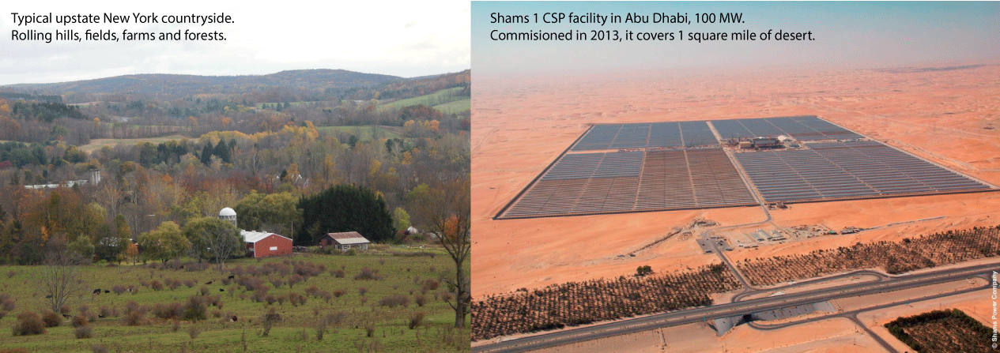 Typical upstate New York countryside.
Rolling hills, fields, farms and forests.
Shams 1 CSP facility in Abu Dhabi, 100 MW.
Commisioned in 2013, it covers 1 square mile of desert.
© Shams Power Company